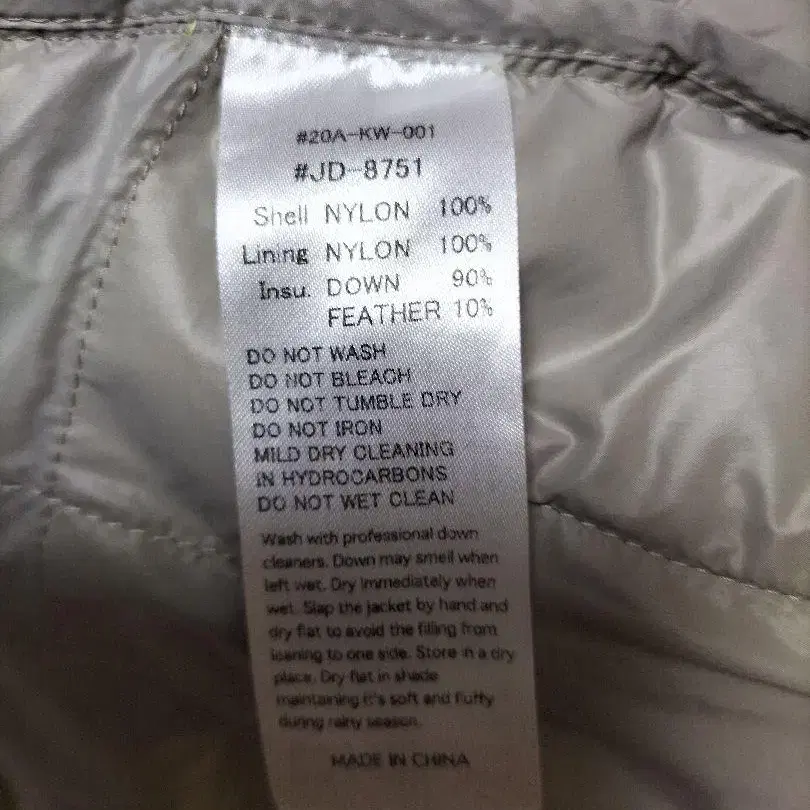 #20A-KW-001
#JD-8751
Shell NYLON 100%
Lining NYLON 100%
Insu. DOWN 90%
FEATHER 10%
DO NOT WASH
DO NOT BLEACH
DO NOT TUMBLE DRY
DO NOT IRON
MILD DRY CLEANING
IN HYDROCARBONS
DO NOT WET CLEAN
Wash with professional down
cleaners. Down may smell when
left wet. Dry immediately when
wet. Slap the jacket by hand and
dry flat to avoid the filling from
leaning to one side. Store in a dry
place. Dry flat in shade
maintaining it's soft and fluffy
during rainy season.
MADE IN CHINA